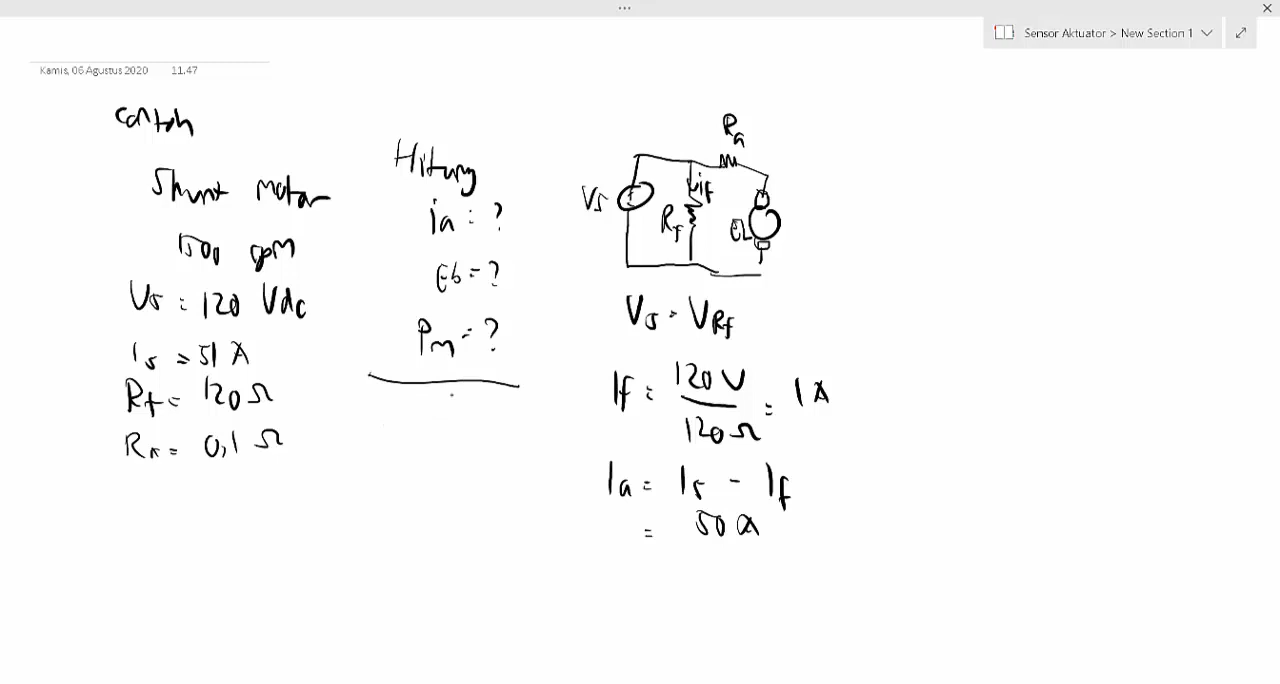 Sensor Aktuator > New Section 1
Kamis, 06 Agustus 2020 11.47
Contoh
Shunt motor
1500 rpm
Vs = 120 Vdc
Is = 51 A
Rf = 120 Ω
Ra = 0,1 Ω
Hitung
ia = ?
Eb = ?
Pm = ?
Ra
Vs
if
Rf
Vs = VRf
If = 120 V / 120 Ω = 1 A
Ia = Is - If
= 50 A